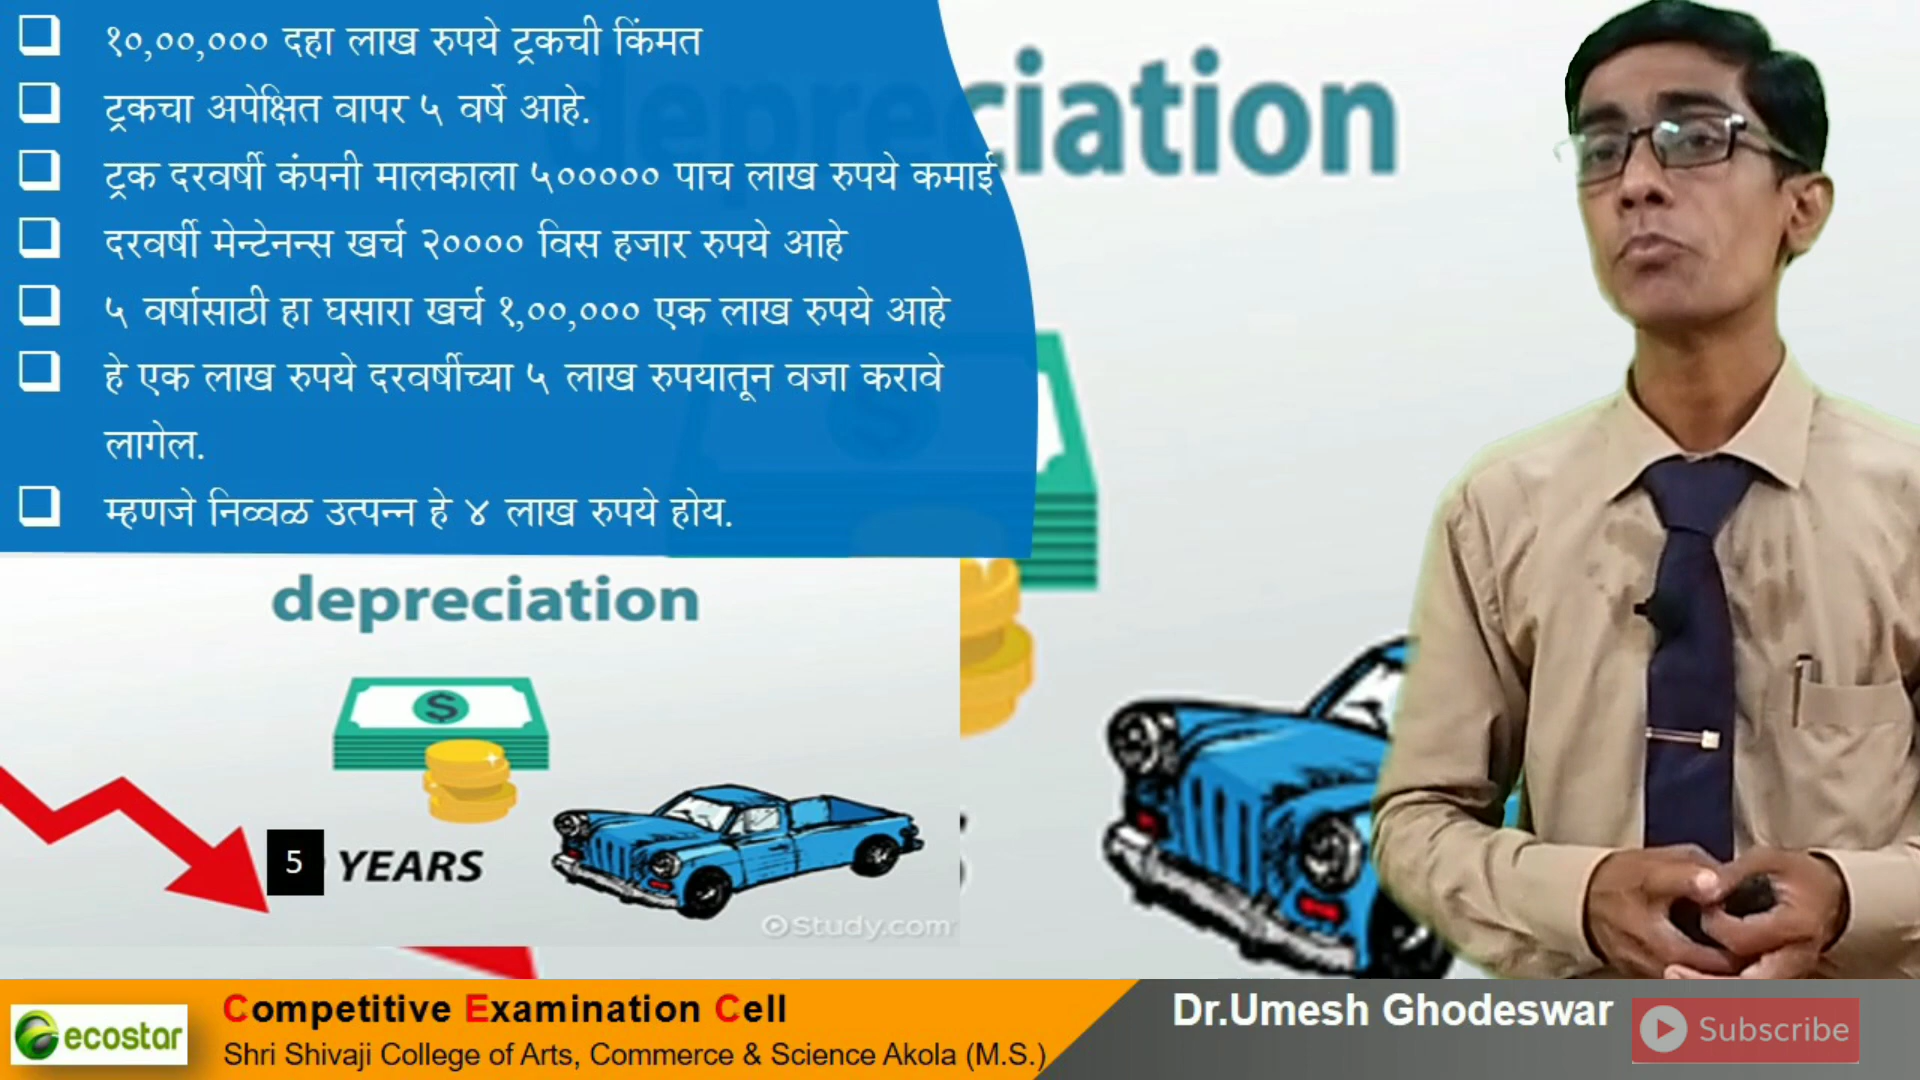 १०,००,००० दहा लाख रुपये ट्रकची किंमत
ट्रकचा अपेक्षित वापर ५ वर्षे आहे.
ट्रक दरवर्षी कंपनी मालकाला ५००००० पाच लाख रुपये कमाई
दरवर्षी मेन्टेनन्स खर्च २०००० विस हजार रुपये आहे
५ वर्षासाठी हा घसारा खर्च १,००,००० एक लाख रुपये आहे
हे एक लाख रुपये दरवर्षीच्या ५ लाख रुपयातून वजा करावे
लागेल.
म्हणजे निव्वळ उत्पन्न हे ४ लाख रुपये होय.
depreciation
depreciation
$
5 YEARS
Study.com
ecostar
Competitive Examination Cell
Shri Shivaji College of Arts, Commerce & Science Akola (M.S.)
Dr.Umesh Ghodeswar
Subscribe